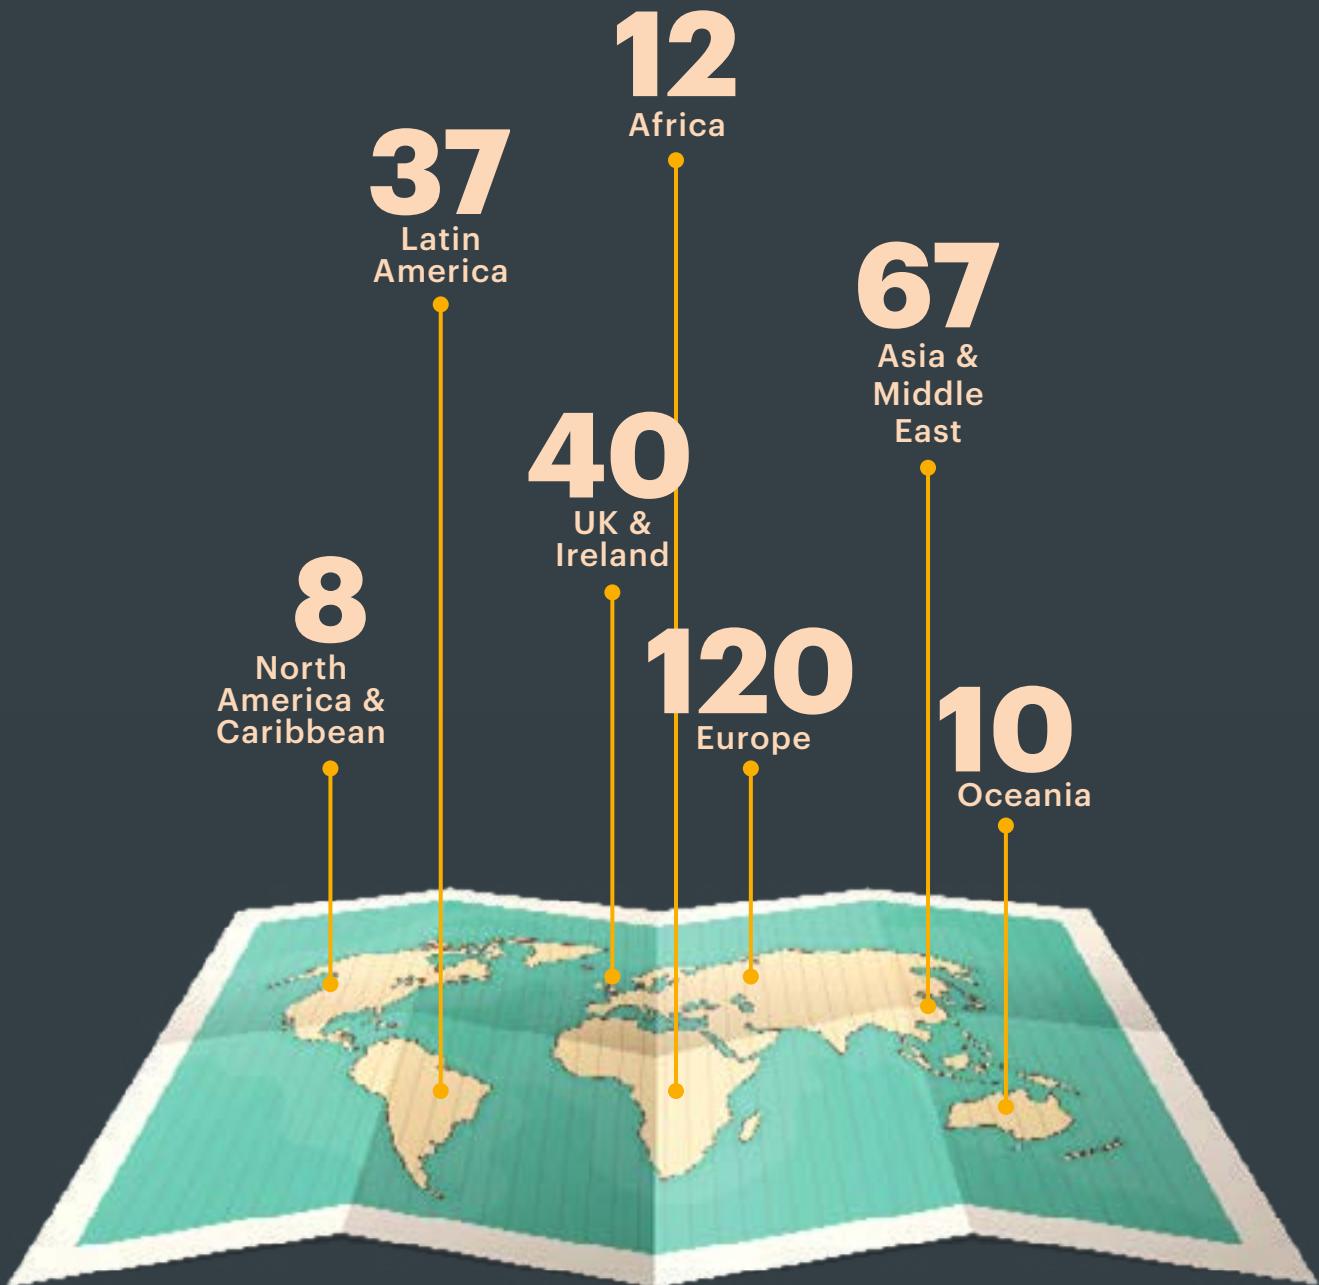 12
Africa
37
Latin
America
67
Asia &
Middle
East
40
UK &
Ireland
8
North
America &
Caribbean
120
Europe
10
Oceania